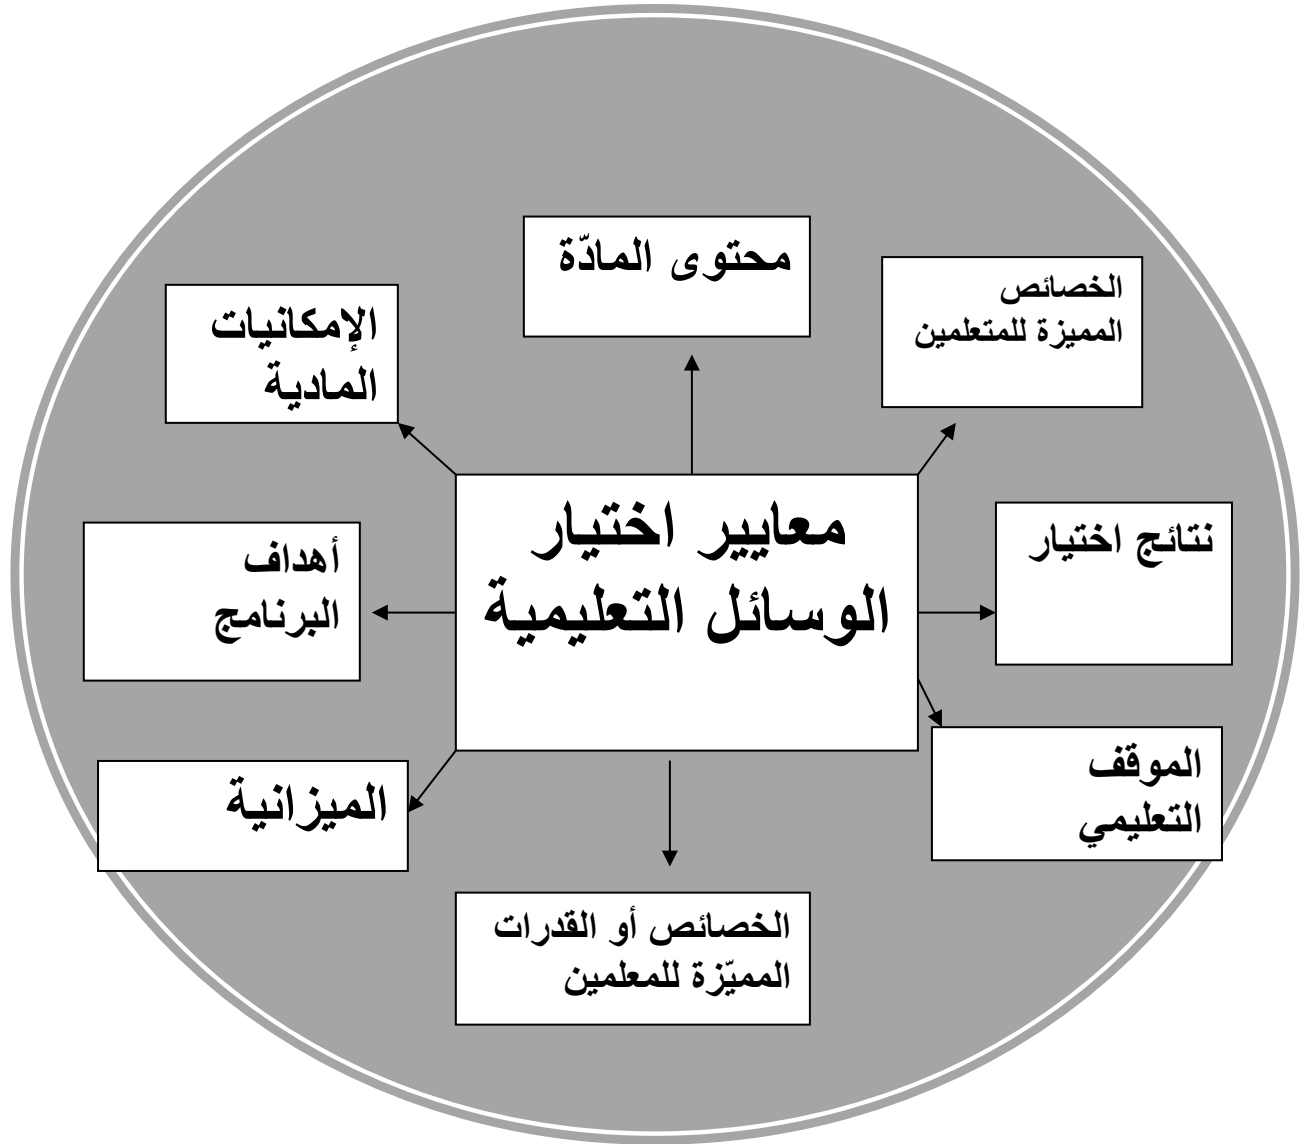 محتوى المادّة
الخصائص
المميزة للمتعلمين
الإمكانيات
المادية
معايير اختيار
الوسائل التعليمية
نتائج اختيار
أهداف
البرنامج
الموقف
التعليمي
الميزانية
الخصائص أو القدرات
المميّزة للمعلمين